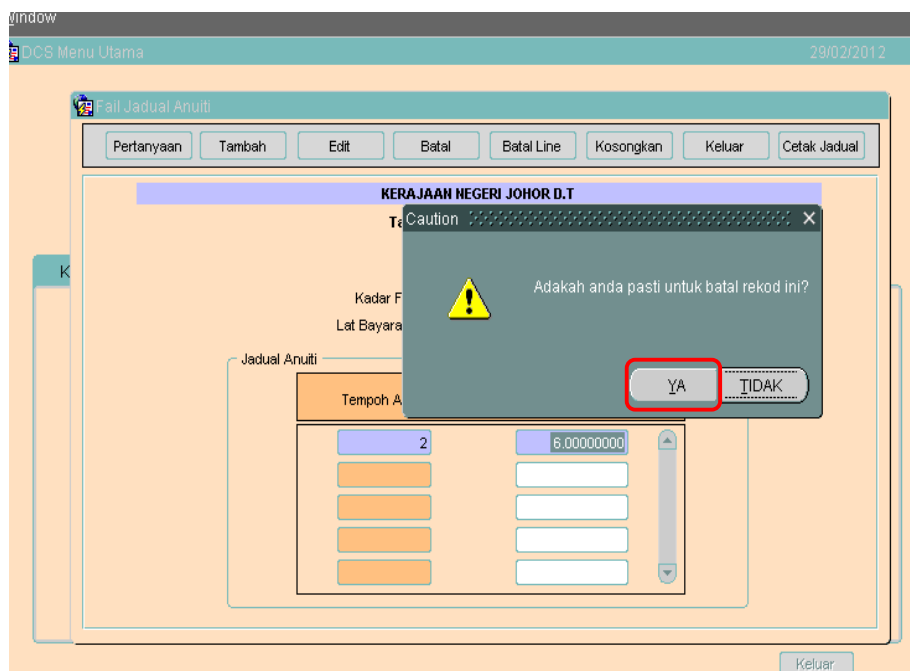 Window
DCS Menu Utama 29/02/2012
Fail Jadual Anuiti
Pertanyaan Tambah Edit Batal Batal Line Kosongkan Keluar Cetak Jadual
KERAJAAN NEGERI JOHOR D.T
Caution
Adakah anda pasti untuk batal rekod ini?
YA TIDAK
K
Kadar F
Lat Bayara
Jadual Anuiti
Tempoh A
2 6.00000000
Keluar